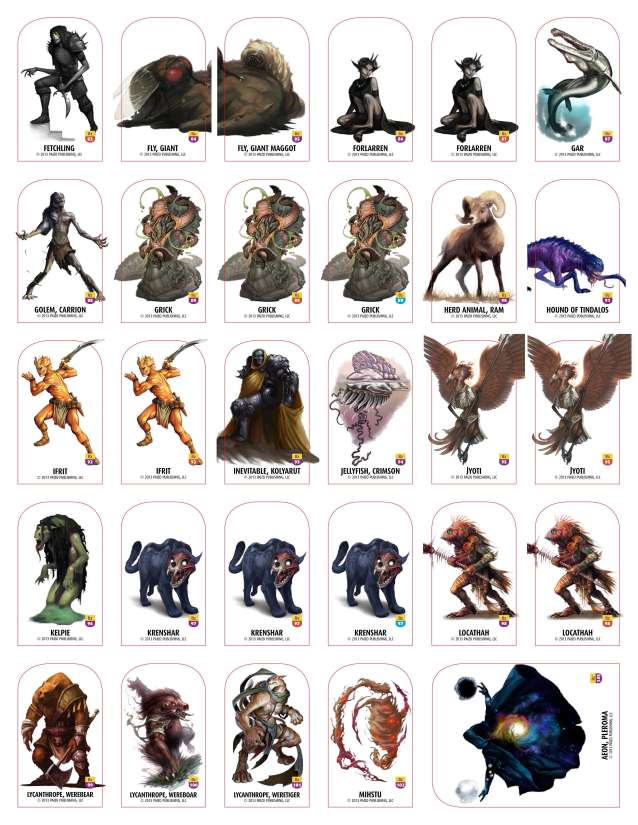 FETCHLING
© 2013 PAIZO PUBLISHING, LLC
FLY, GIANT
© 2013 PAIZO PUBLISHING, LLC
FLY, GIANT MAGGOT
© 2013 PAIZO PUBLISHING, LLC
FORLARREN
© 2013 PAIZO PUBLISHING, LLC
FORLARREN
© 2013 PAIZO PUBLISHING, LLC
GAR
© 2013 PAIZO PUBLISHING, LLC
GOLEM, CARRION
© 2013 PAIZO PUBLISHING, LLC
GRICK
© 2013 PAIZO PUBLISHING, LLC
GRICK
© 2013 PAIZO PUBLISHING, LLC
GRICK
© 2013 PAIZO PUBLISHING, LLC
HERD ANIMAL, RAM
© 2013 PAIZO PUBLISHING, LLC
HOUND OF TINDALOS
© 2013 PAIZO PUBLISHING, LLC
IFRIT
© 2013 PAIZO PUBLISHING, LLC
IFRIT
© 2013 PAIZO PUBLISHING, LLC
INEVITABLE, KOLYARUT
© 2013 PAIZO PUBLISHING, LLC
JELLYFISH, CRIMSON
© 2013 PAIZO PUBLISHING, LLC
JYOTI
© 2013 PAIZO PUBLISHING, LLC
JYOTI
© 2013 PAIZO PUBLISHING, LLC
KELPIE
© 2013 PAIZO PUBLISHING, LLC
KRENSHAR
© 2013 PAIZO PUBLISHING, LLC
KRENSHAR
© 2013 PAIZO PUBLISHING, LLC
KRENSHAR
© 2013 PAIZO PUBLISHING, LLC
LOCATHAH
© 2013 PAIZO PUBLISHING, LLC
LOCATHAH
© 2013 PAIZO PUBLISHING, LLC
LYCANTHROPE, WEREBEAR
© 2013 PAIZO PUBLISHING, LLC
LYCANTHROPE, WEREBOAR
© 2013 PAIZO PUBLISHING, LLC
LYCANTHROPE, WERETIGER
© 2013 PAIZO PUBLISHING, LLC
MIHSTU
© 2013 PAIZO PUBLISHING, LLC
AEON, PLEROMA
© 2013 PAIZO PUBLISHING, LLC